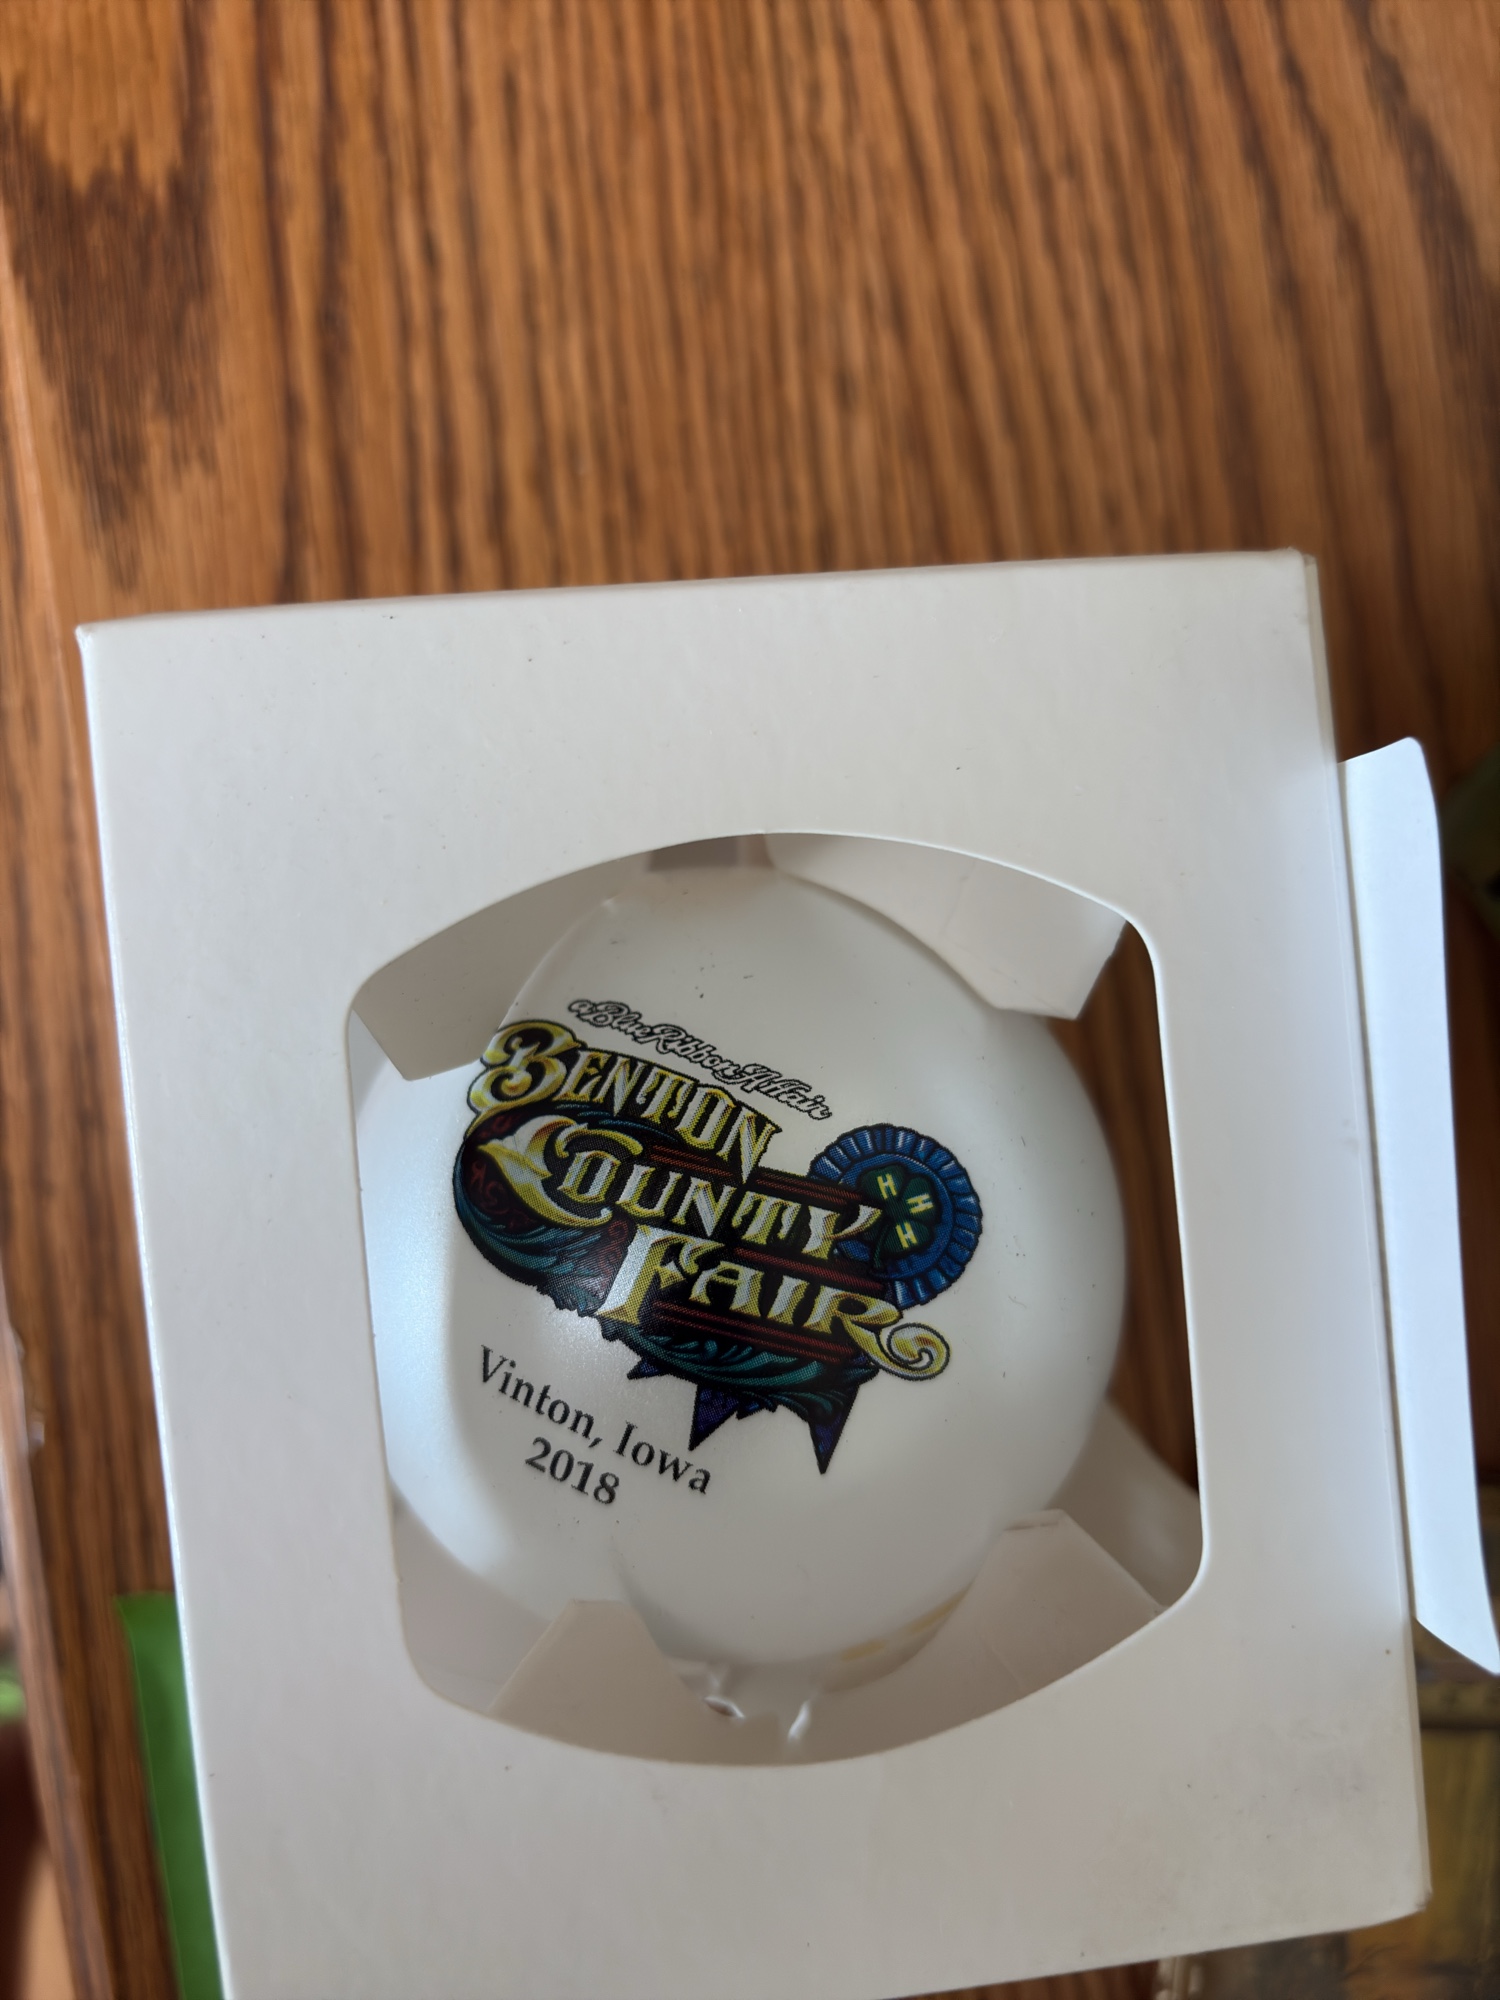 a Blue Ribbon Affair
BENTON
COUNTY
FAIR
H H
H
Vinton, Iowa
2018